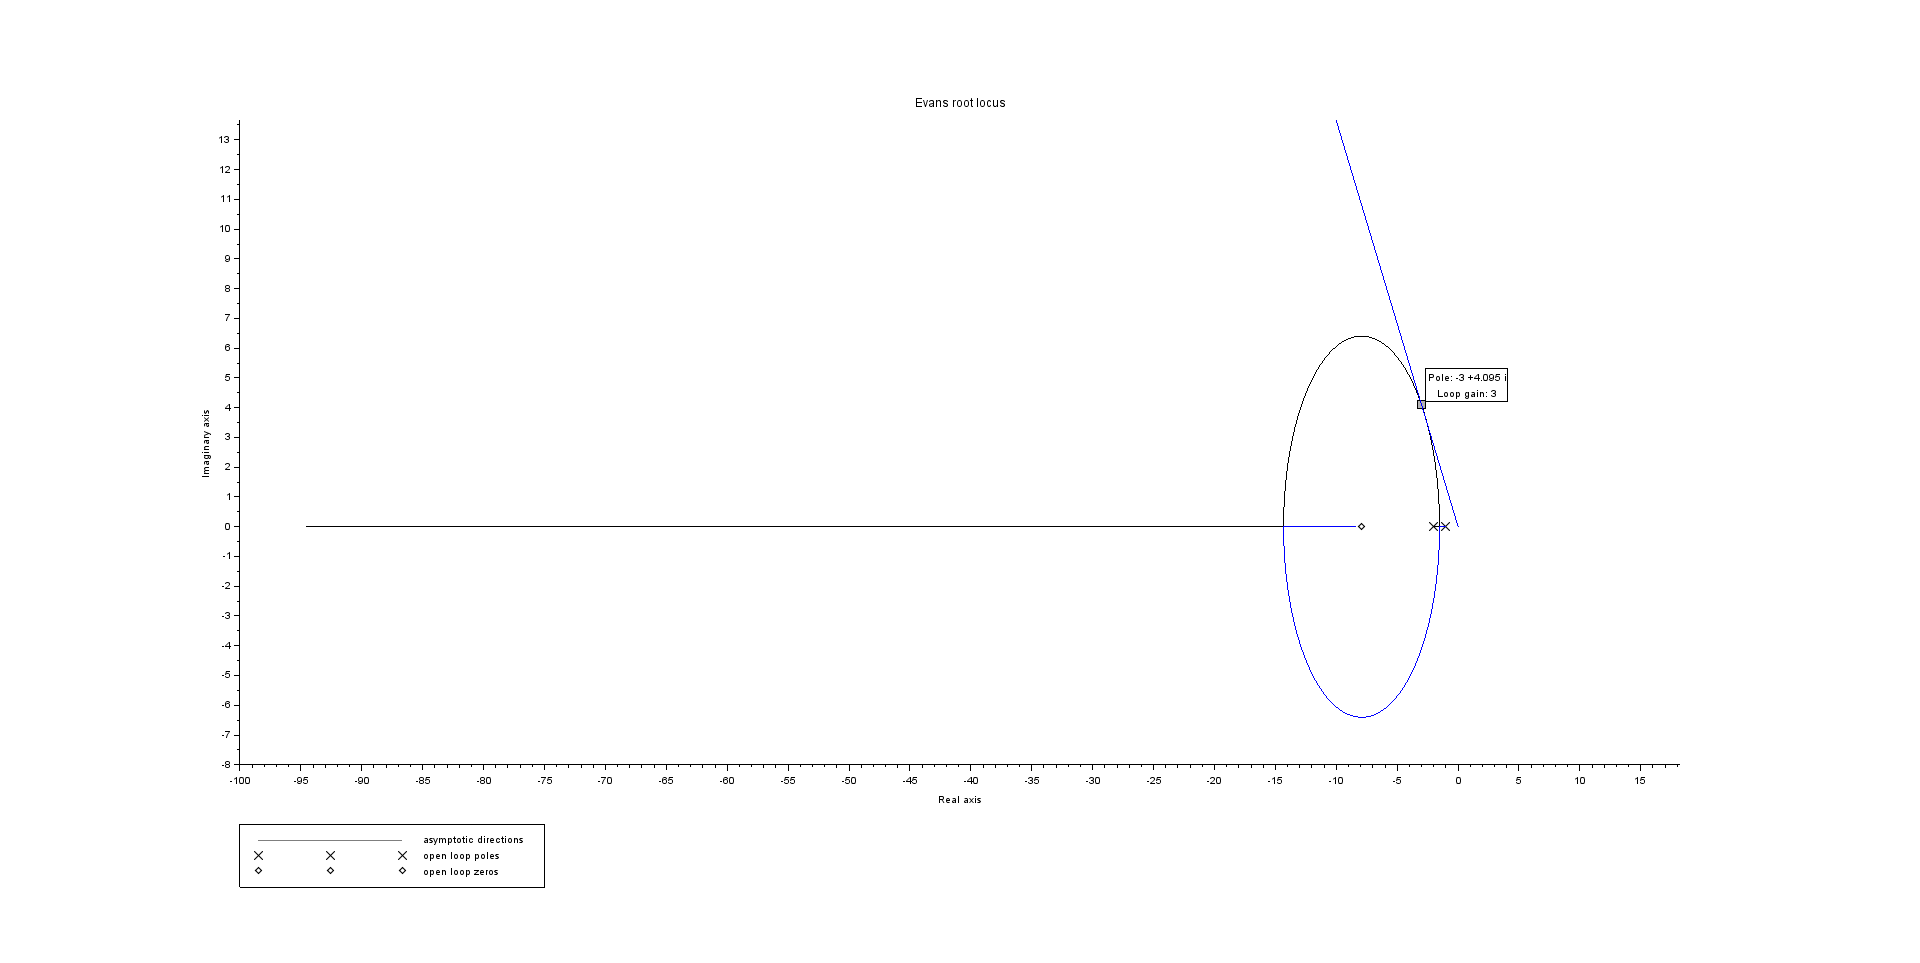 Evans root locus
13
12
11
10
9
8
7
6
5
4
3
2
1
0
-1
-2
-3
-4
-5
-6
-7
-8
Imaginary axis
Pole: -3 +4.095 i
Loop gain: 3
-100 -95 -90 -85 -80 -75 -70 -65 -60 -55 -50 -45 -40 -35 -30 -25 -20 -15 -10 -5 0 5 10 15
Real axis
asymptotic directions
open loop poles
open loop zeros